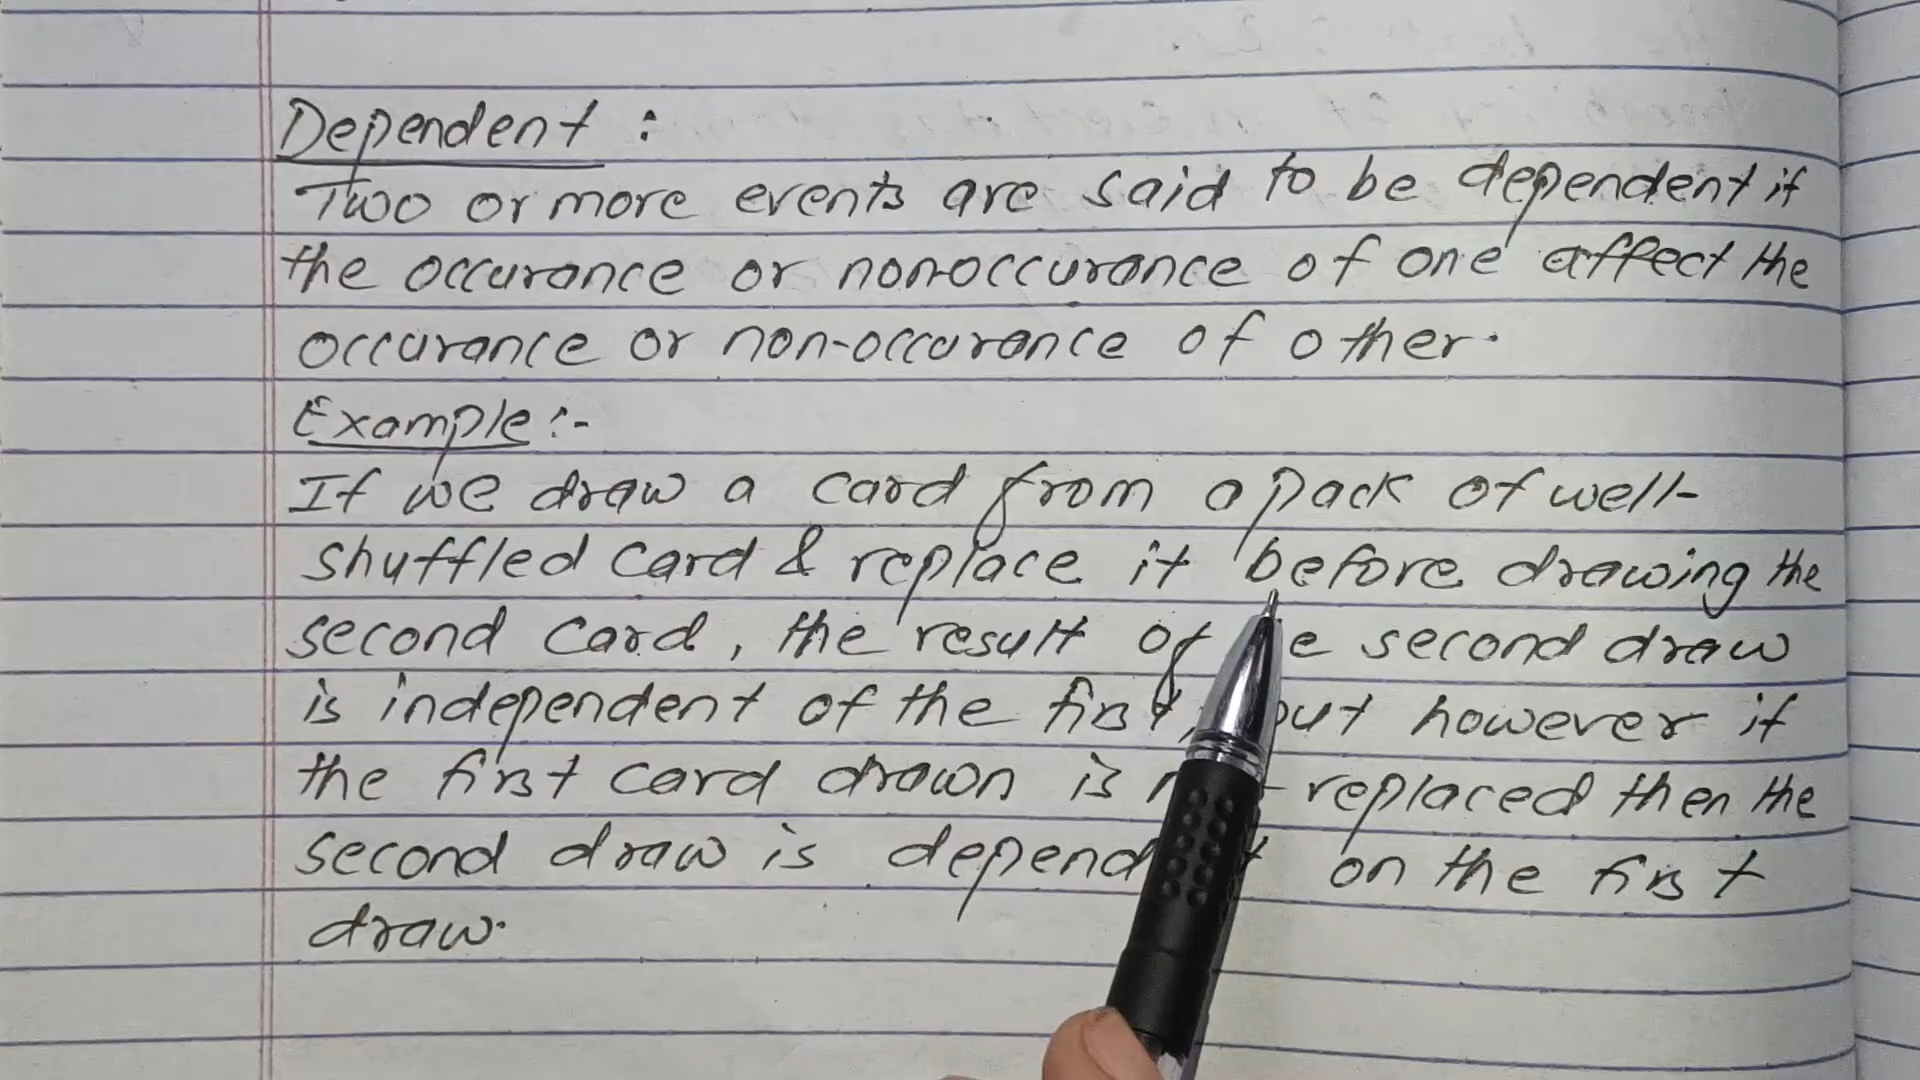 Dependent :
Two or more events are said to be dependent if
the occurance or nonoccurance of one affect the
occurance or non-occurance of other.
Example :-
If we draw a card from a pack of well-
shuffled card & replace it before drawing the
second card, the result of second draw
is independent of the first, but however if
the first card drawn is replaced then the
second draw is on the first
draw.